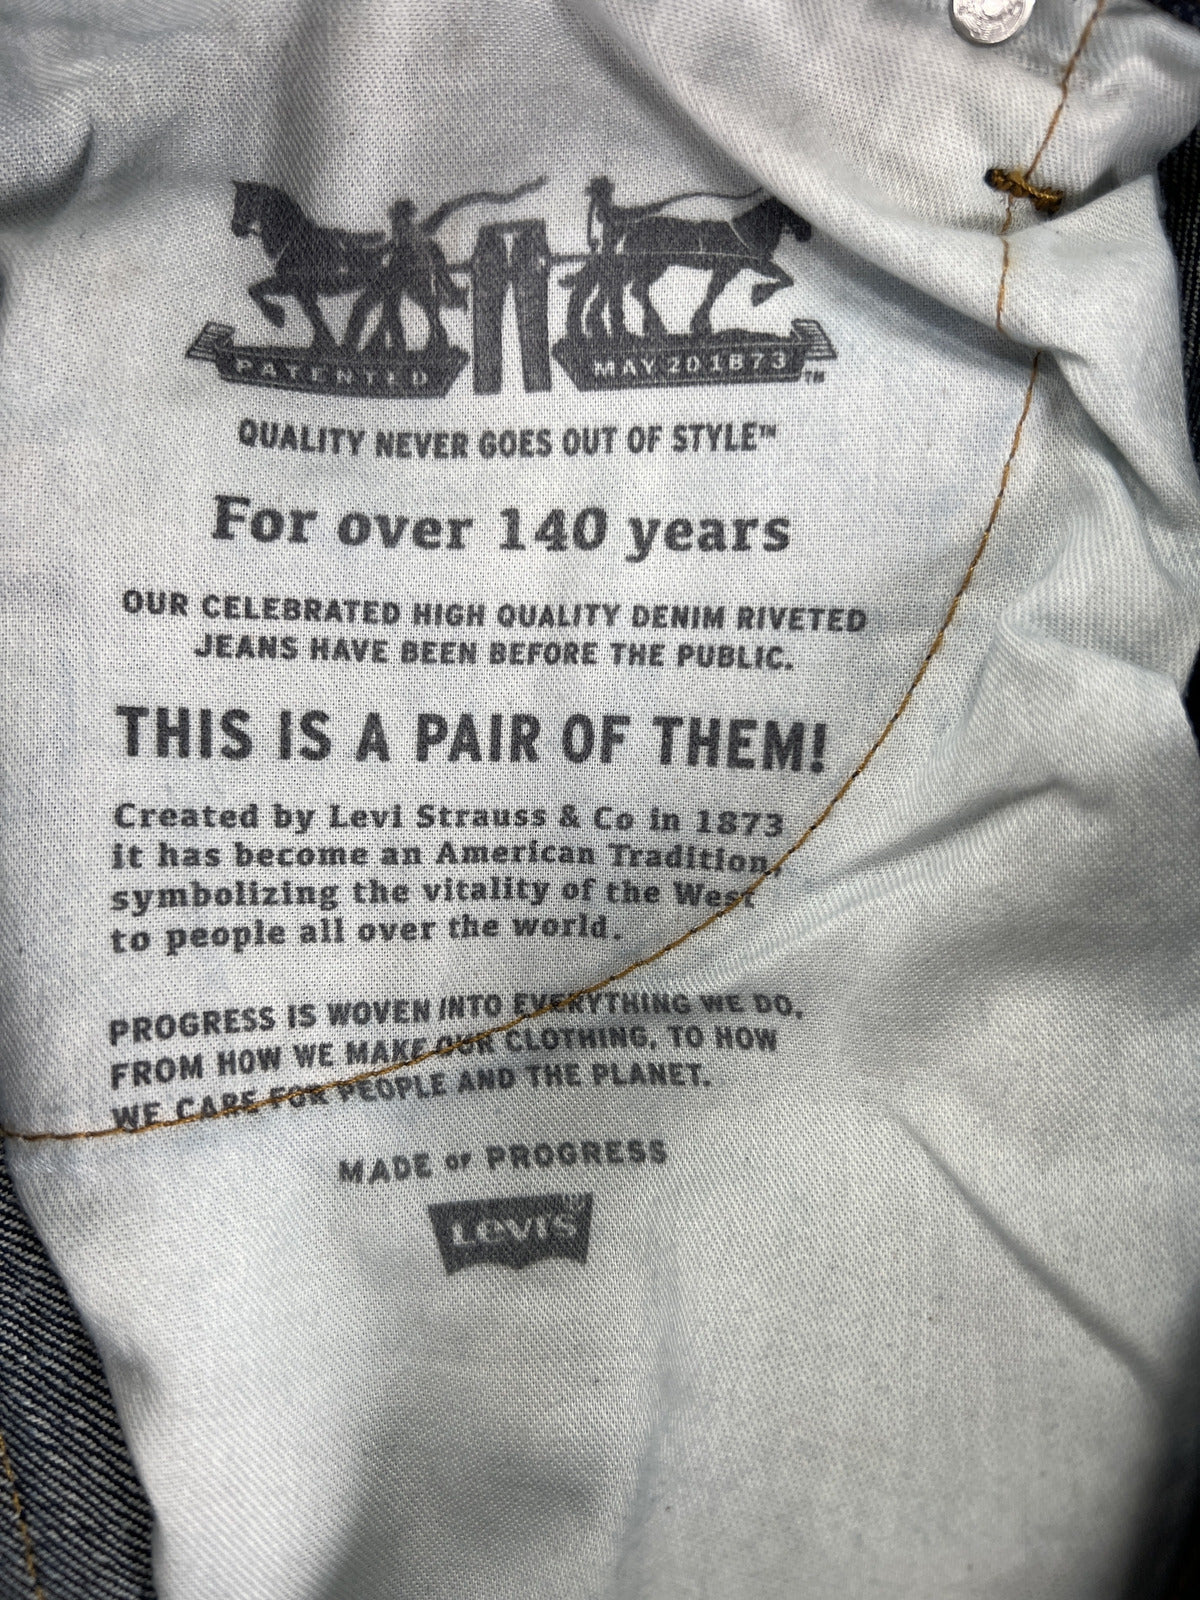 PATENTED MAY 20 1873 ™
QUALITY NEVER GOES OUT OF STYLE™
For over 140 years
OUR CELEBRATED HIGH QUALITY DENIM RIVETED
JEANS HAVE BEEN BEFORE THE PUBLIC.
THIS IS A PAIR OF THEM!
Created by Levi Strauss & Co in 1873
it has become an American Tradition,
symbolizing the vitality of the West
to people all over the world.
PROGRESS IS WOVEN INTO EVERYTHING WE DO,
FROM HOW WE MAKE OUR CLOTHING, TO HOW
WE CARE FOR PEOPLE AND THE PLANET.
MADE OF PROGRESS
Levi's